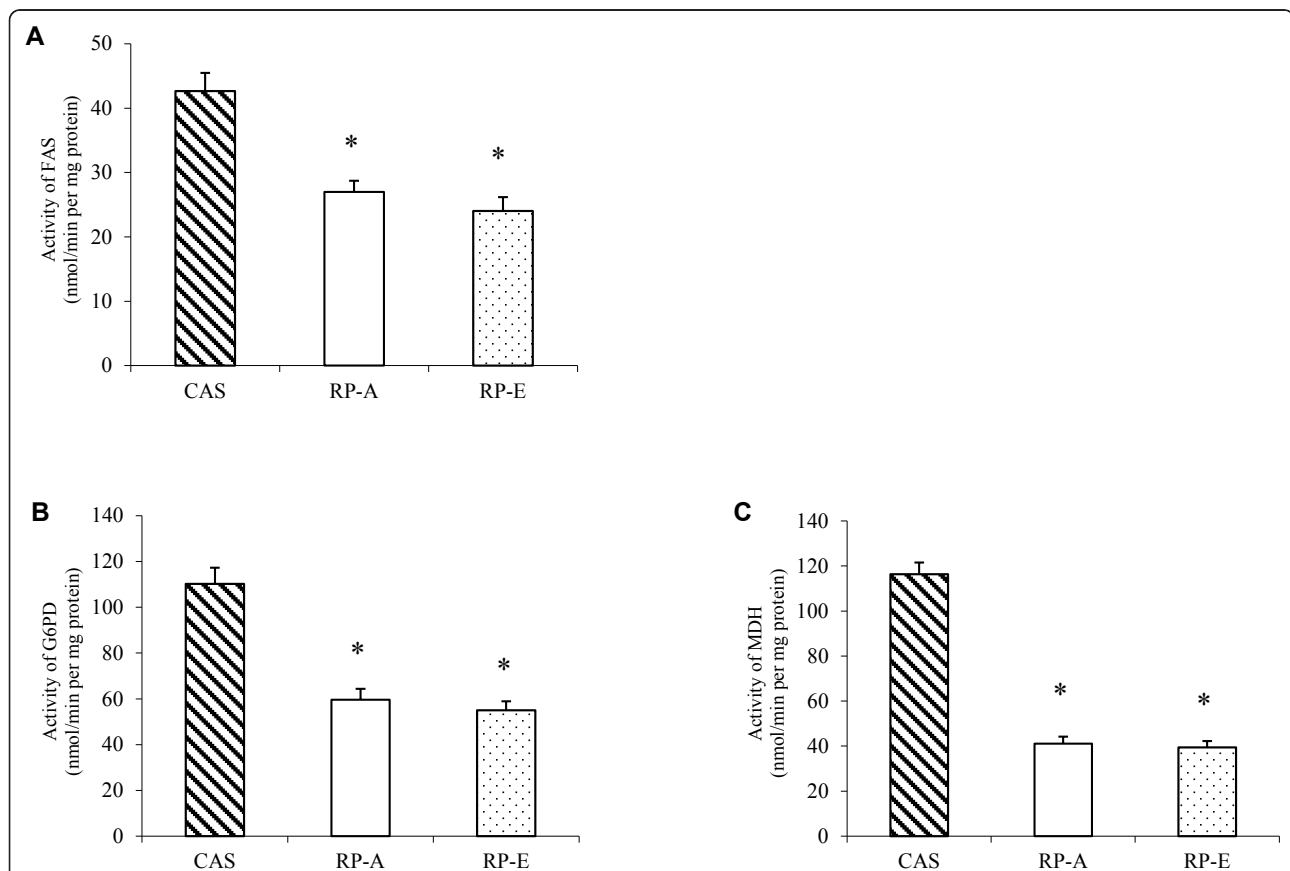 A
50
40
30
20
10
0
Activity of FAS
(nmol/min per mg protein)
*
*
CAS RP-A RP-E
B
140
120
100
80
60
40
20
0
Activity of G6PD
(nmol/min per mg protein)
*
*
CAS RP-A RP-E
C
140
120
100
80
60
40
20
0
Activity of MDH
(nmol/min per mg protein)
*
*
CAS RP-A RP-E